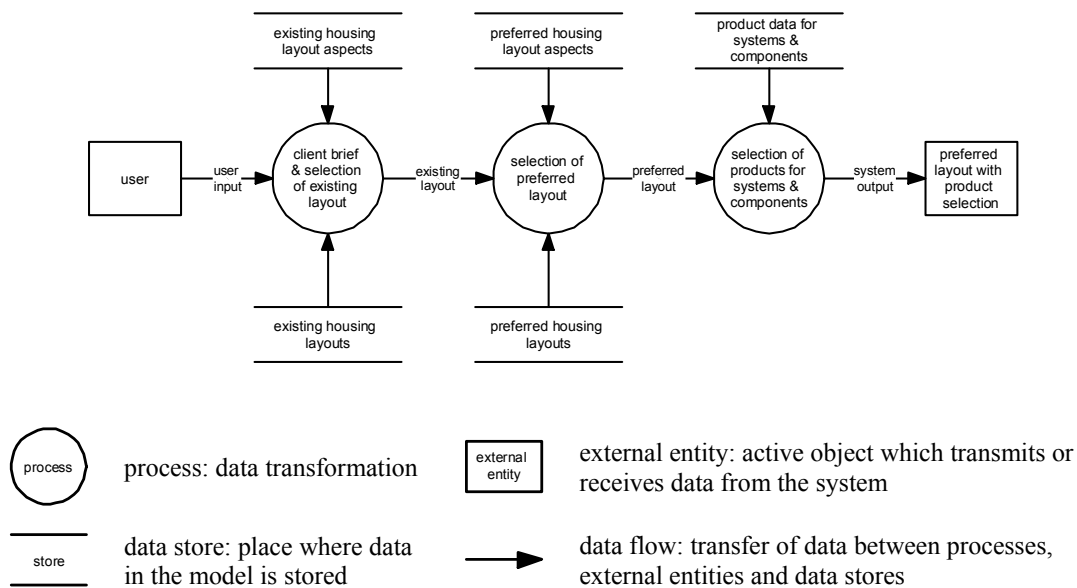 existing housing
layout aspects
preferred housing
layout aspects
product data for
systems &
components
user
user
input
client brief
& selection
of existing
layout
existing
layout
selection of
preferred
layout
preferred
layout
selection of
products for
systems &
components
system
output
preferred
layout with
product
selection
existing housing
layouts
preferred housing
layouts
process
process: data transformation
external
entity
external entity: active object which transmits or
receives data from the system
store
data store: place where data
in the model is stored
data flow: transfer of data between processes,
external entities and data stores